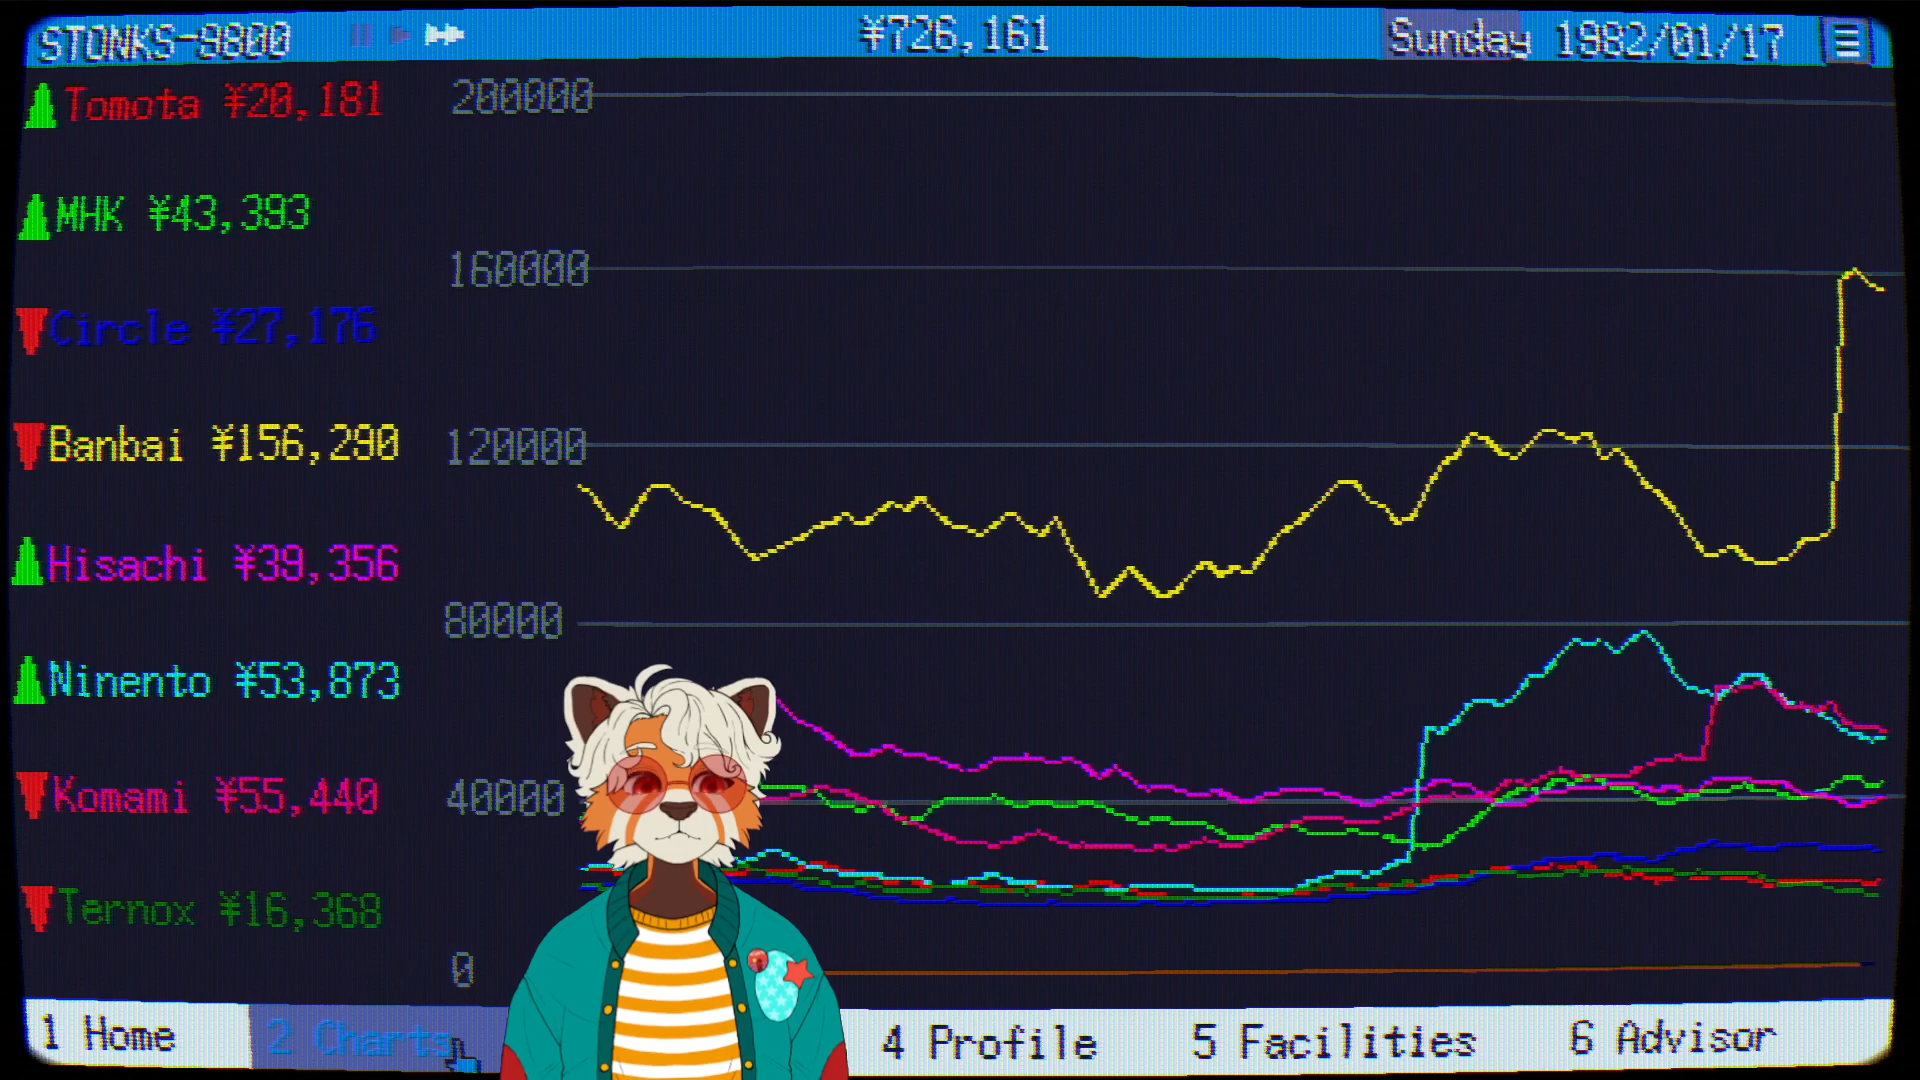 STONKS-9800 ¥726,161 Sunday 1982/01/17
Tomota ¥20,181
MHK ¥43,393
Circle ¥27,176
Banbai ¥156,290
Hisachi ¥39,356
Ninento ¥53,873
Komami ¥55,440
Ternox ¥16,368
200000
160000
120000
80000
40000
0
1 Home 2 Charts 4 Profile 5 Facilities 6 Advisor